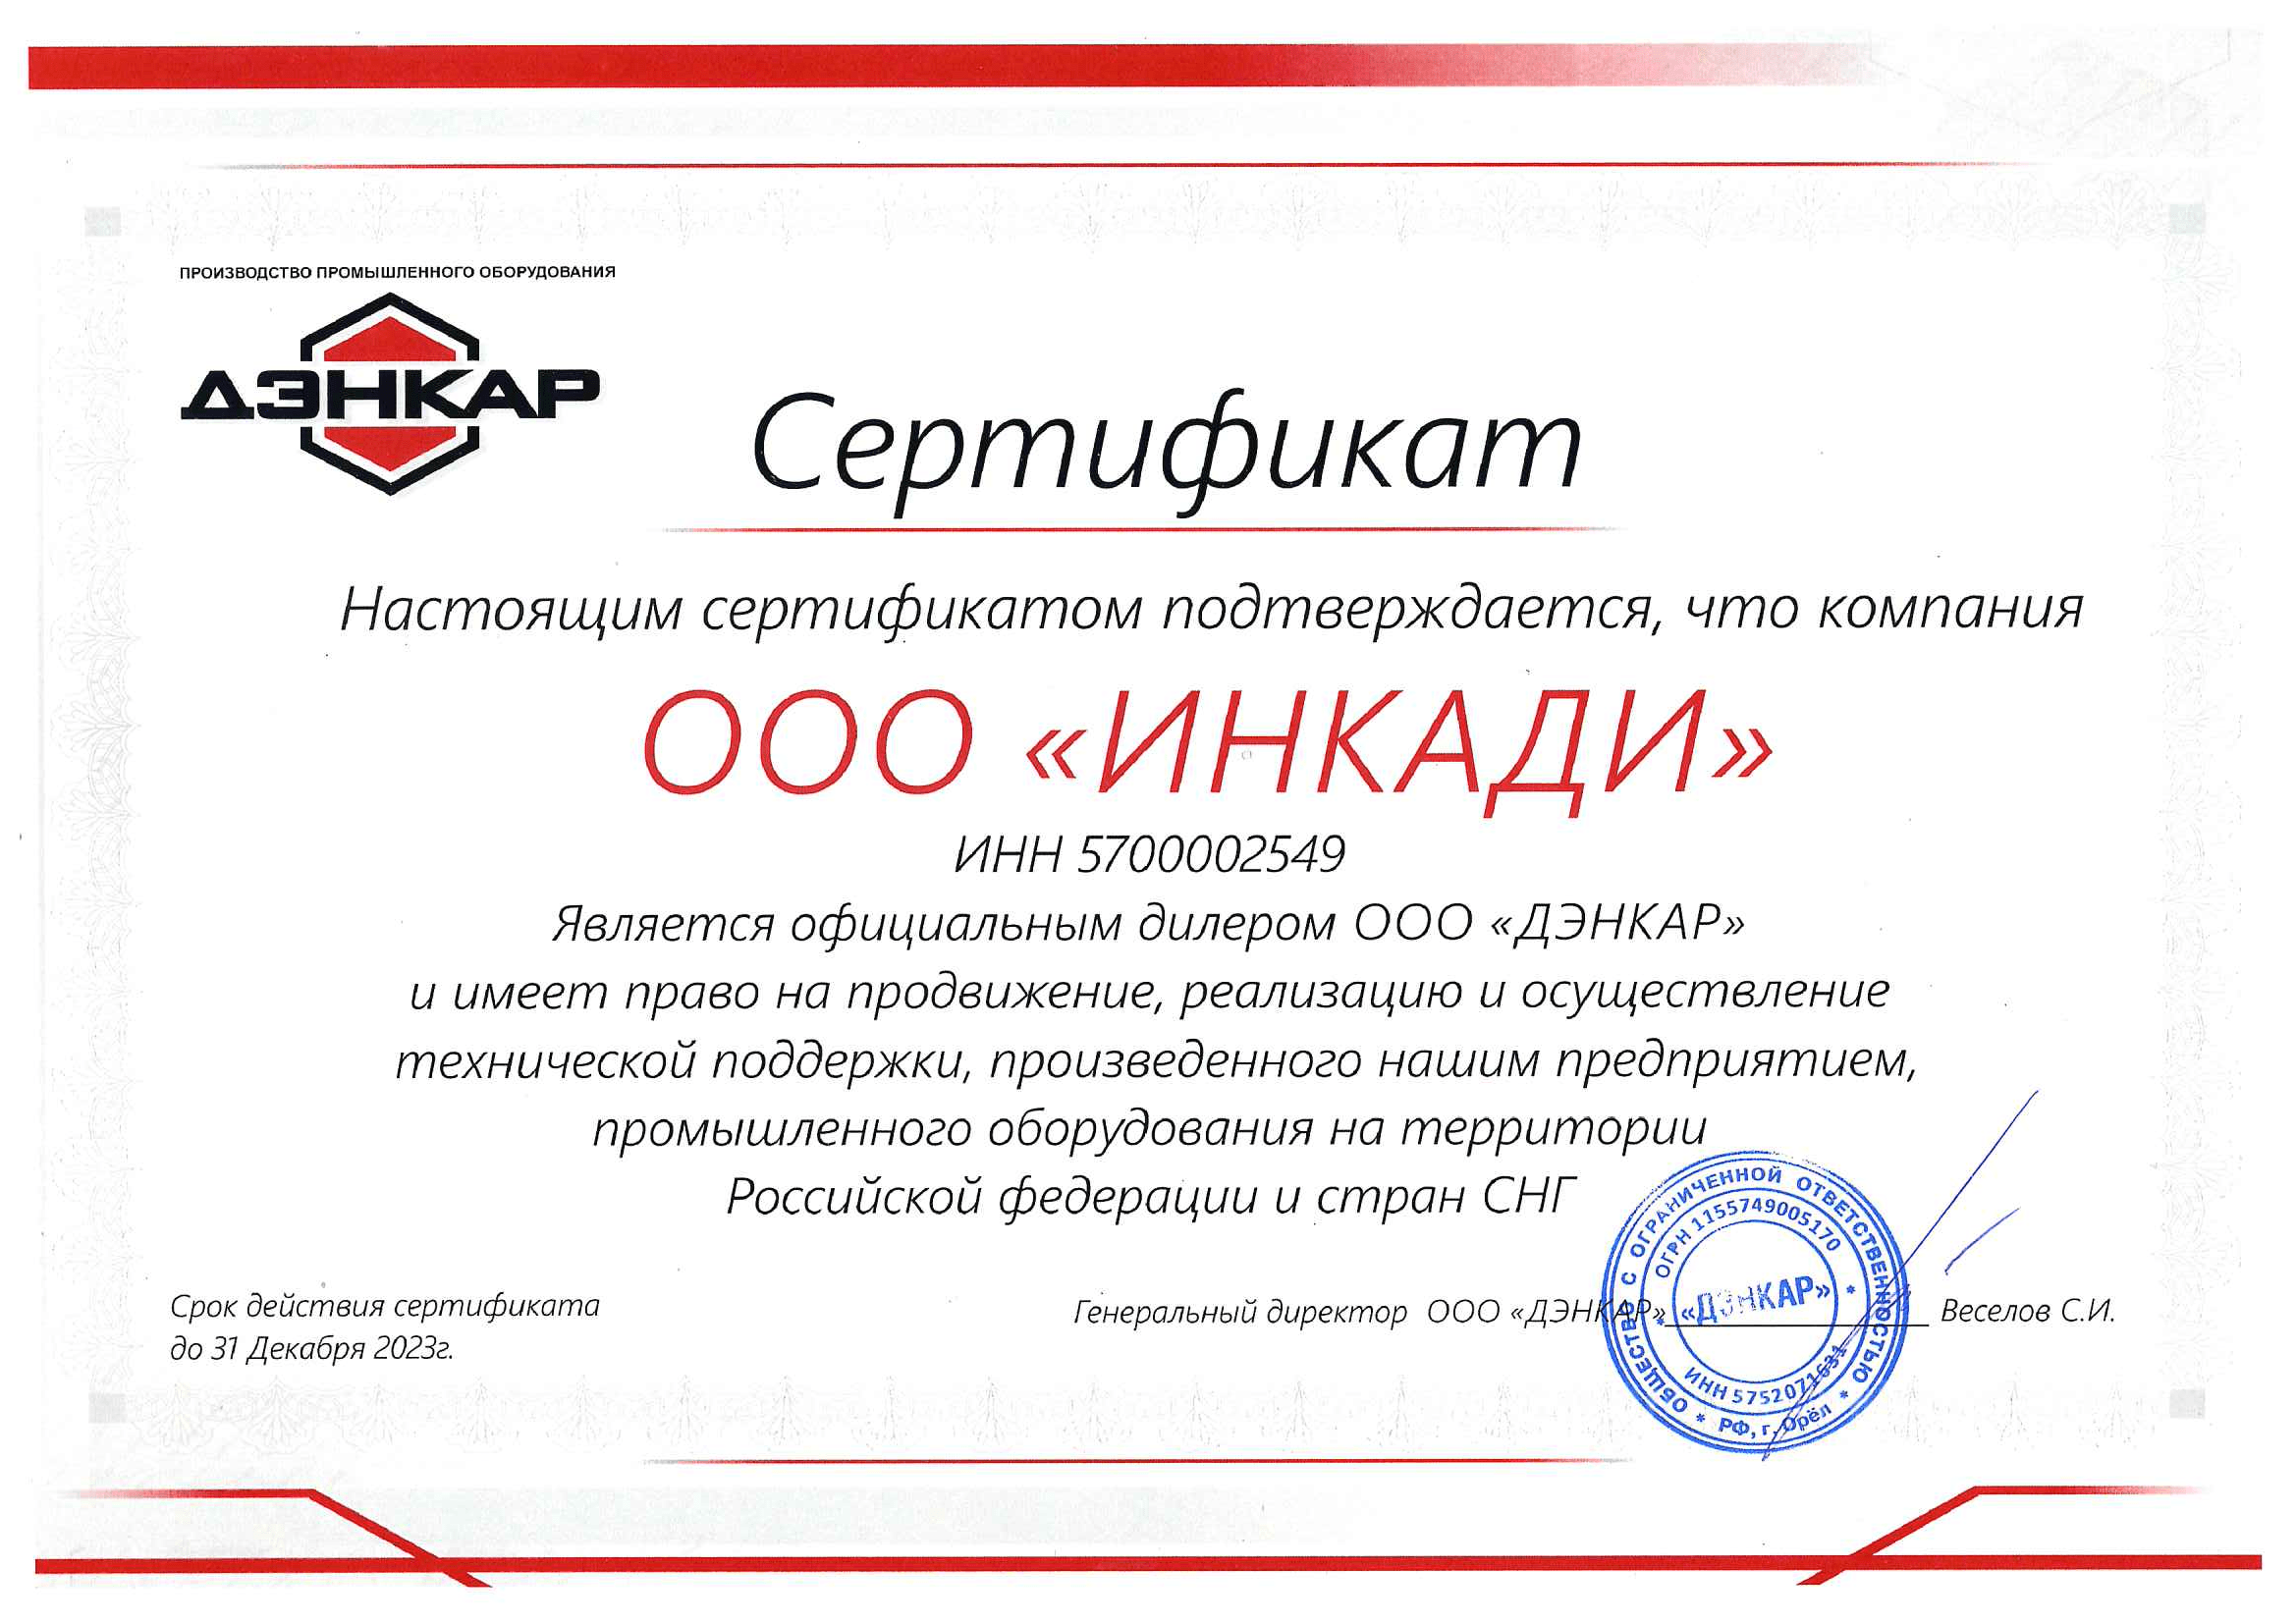 ПРОИЗВОДСТВО ПРОМЫШЛЕННОГО ОБОРУДОВАНИЯ
ДЭНКАР
Сертификат
Настоящим сертификатом подтверждается, что компания
ООО «ИНКАДИ»
ИНН 5700002549
Является официальным дилером ООО «ДЭНКАР»
и имеет право на продвижение, реализацию и осуществление
технической поддержки, произведенного нашим предприятием,
промышленного оборудования на территории
Российской федерации и стран СНГ
Срок действия сертификата
до 31 Декабря 2023г.
Генеральный директор ООО «ДЭНКАР» Веселов С.И.
ОБЩЕСТВО С ОГРАНИЧЕННОЙ ОТВЕТСТВЕННОСТЬЮ
* РФ, г. Орёл *
ОГРН 1155749005170
«ДЭНКАР»
ИНН 5752071631